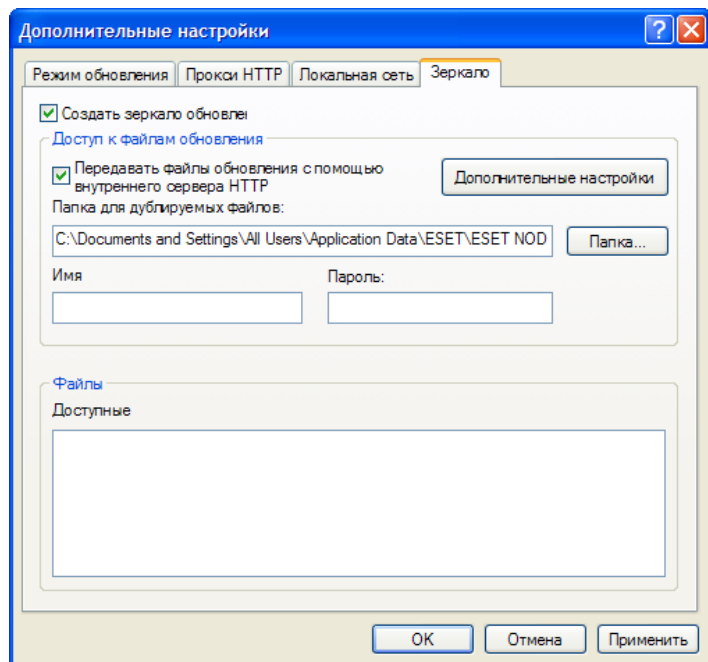 Дополнительные настройки
Режим обновления Прокси HTTP Локальная сеть Зеркало
Создать зеркало обновлен
Доступ к файлам обновления
Передавать файлы обновления с помощью
внутреннего сервера HTTP
Дополнительные настройки
Папка для дублируемых файлов:
C:\Documents and Settings\All Users\Application Data\ESET\ESET NOD
Папка...
Имя
Пароль:
Файлы
Доступные
OK Отмена Применить